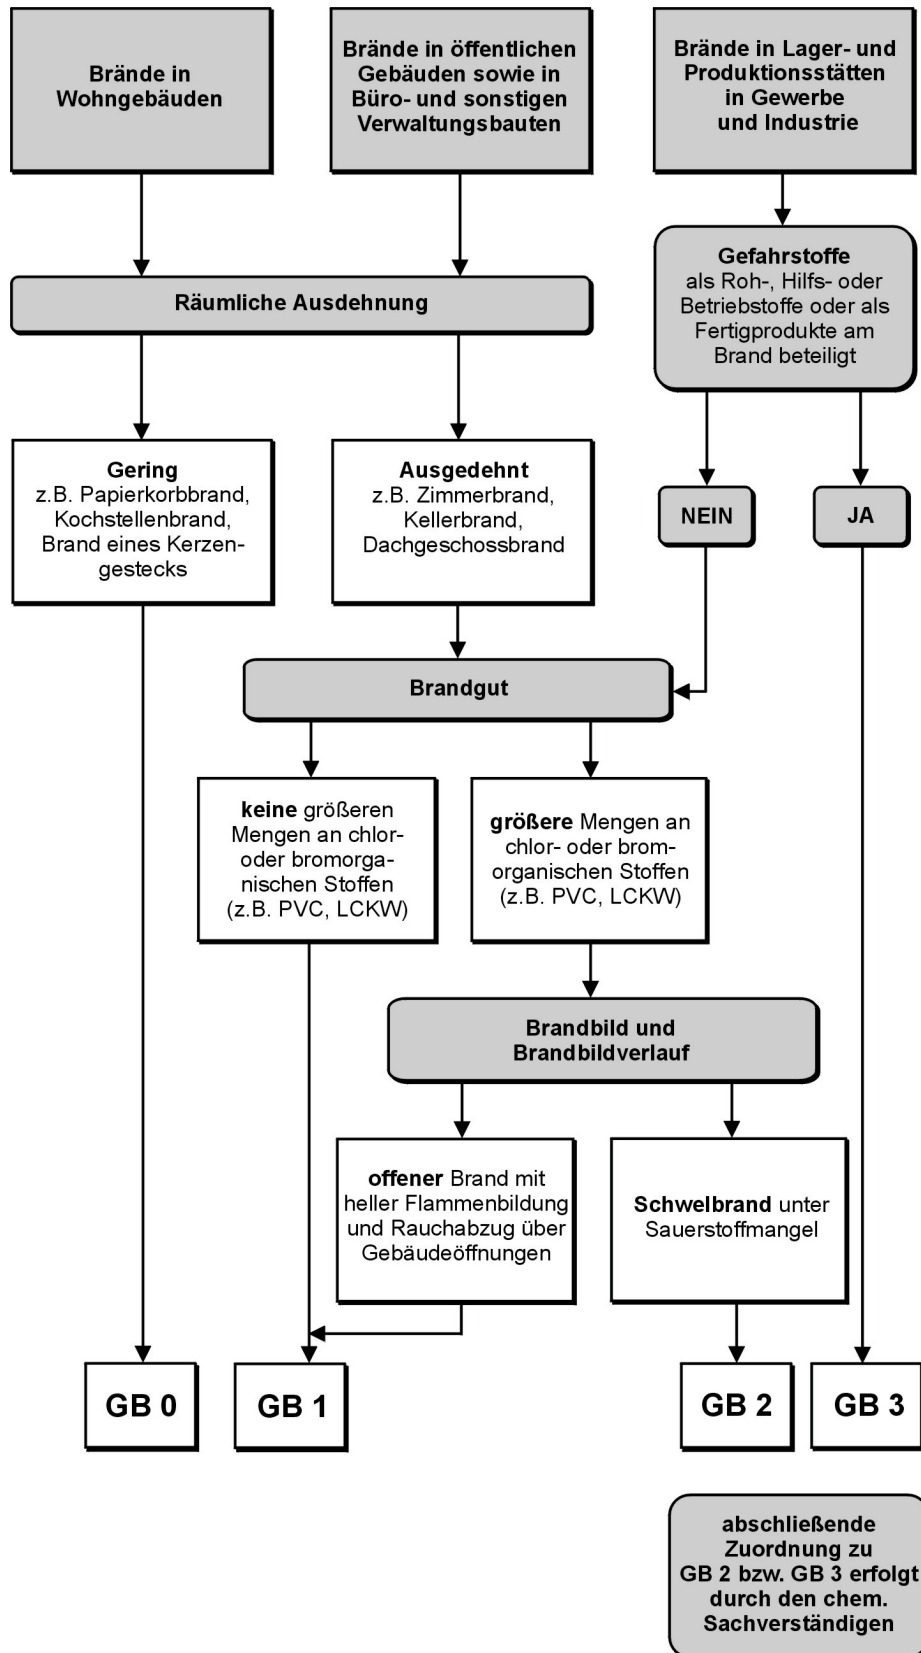 Brände in
Wohngebäuden
Brände in öffentlichen
Gebäuden sowie in
Büro- und sonstigen
Verwaltungsbauten
Brände in Lager- und
Produktionsstätten
in Gewerbe
und Industrie
Gefahrstoffe
als Roh-, Hilfs- oder
Betriebstoffe oder als
Fertigprodukte am
Brand beteiligt
Räumliche Ausdehnung
Gering
z.B. Papierkorbbrand,
Kochstellenbrand,
Brand eines Kerzen-
gestecks
Ausgedehnt
z.B. Zimmerbrand,
Kellerbrand,
Dachgeschossbrand
NEIN
JA
Brandgut
keine größeren
Mengen an chlor-
oder bromorga-
nischen Stoffen
(z.B. PVC, LCKW)
größere Mengen an
chlor- oder brom-
organischen Stoffen
(z.B. PVC, LCKW)
Brandbild und
Brandbildverlauf
offener Brand mit
heller Flammenbildung
und Rauchabzug über
Gebäudeöffnungen
Schwelbrand unter
Sauerstoffmangel
GB 0
GB 1
GB 2
GB 3
abschließende
Zuordnung zu
GB 2 bzw. GB 3 erfolgt
durch den chem.
Sachverständigen